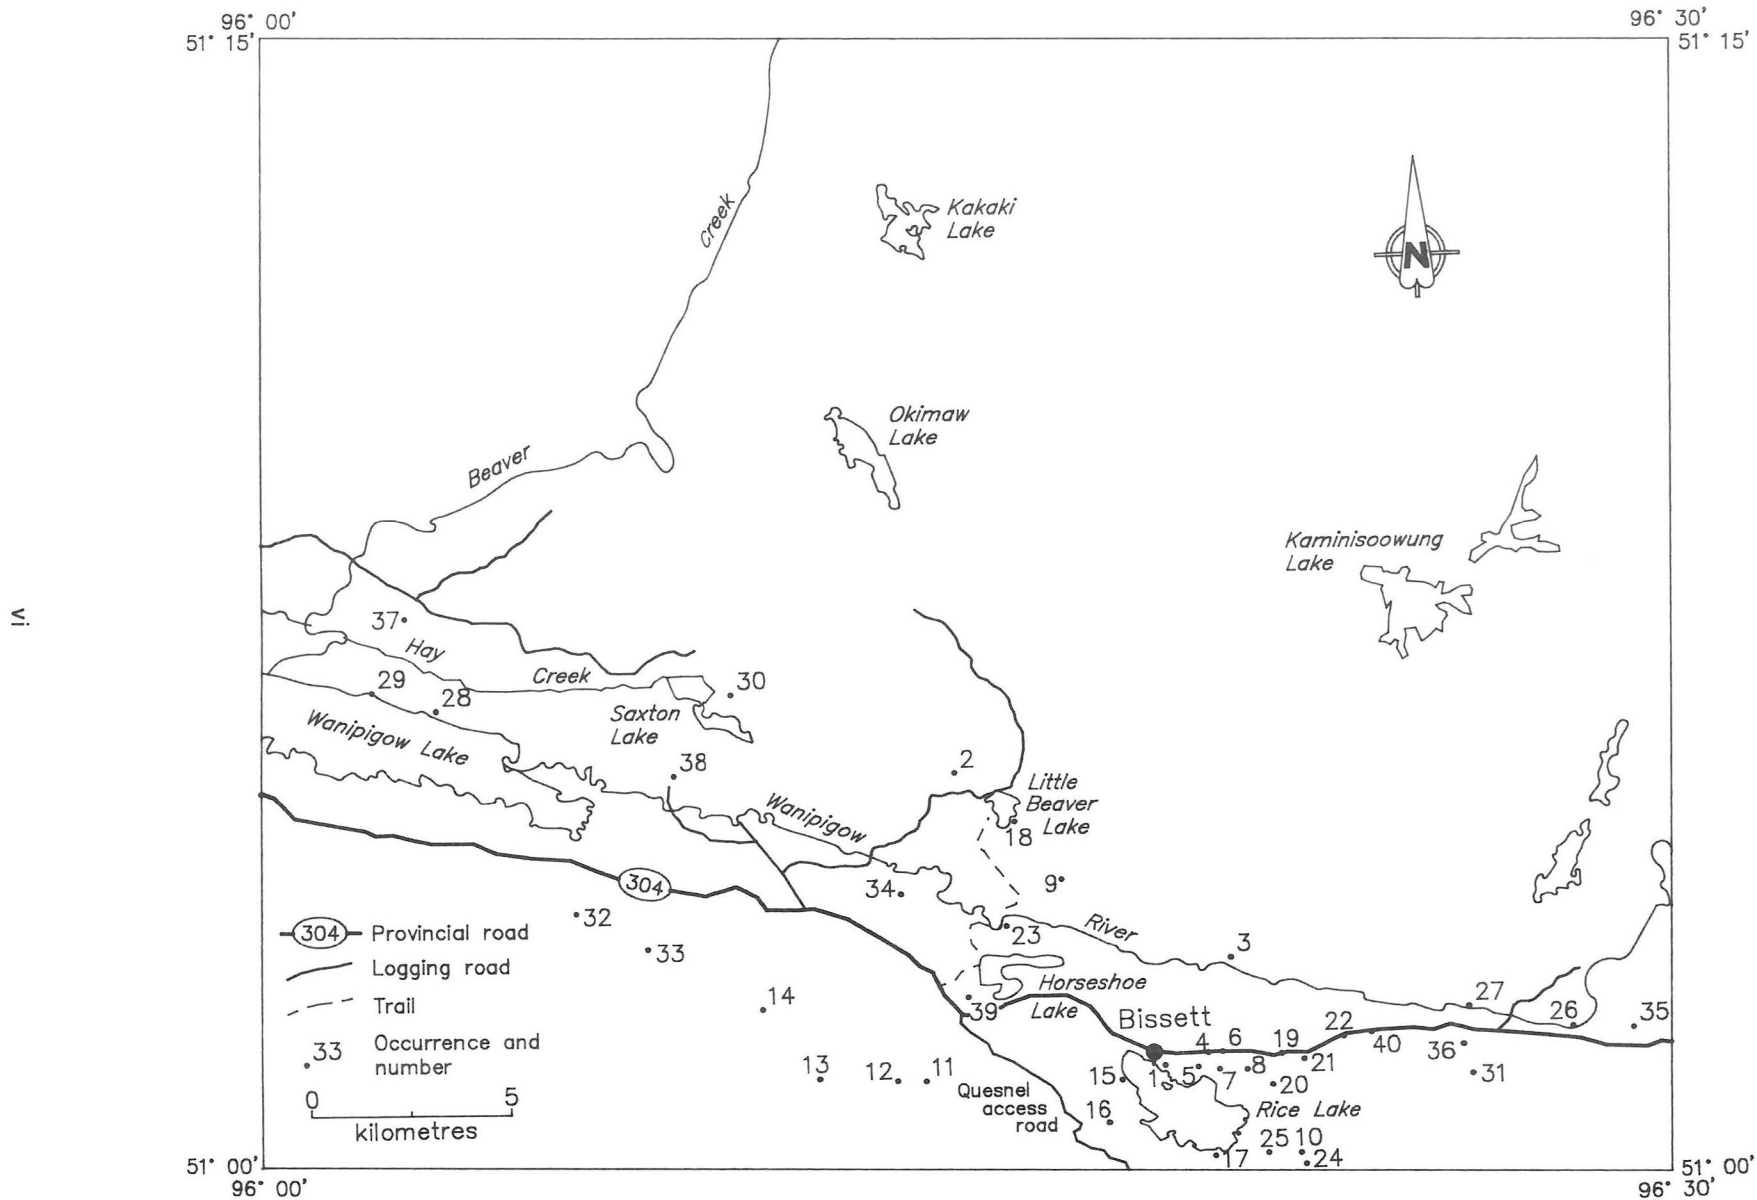 96° 00'
96° 30'
51° 15'
51° 15'
Creek
Kakaki
Lake
N
Okimaw
Lake
Beaver
Kaminisoowung
Lake
vi
37
Hay
Creek
29
28
30
Saxton
Lake
Wanipigow Lake
38
2
Little
Beaver
Lake
18
Wanipigow
304
34
9
32
33
23
River
3
14
Horseshoe
Lake
39
27
26
35
Bissett
4
6
19
22
40
36
21
13
12
11
15
1
5
7
8
20
31
Quesnel
access
road
16
Rice Lake
25
10
17
24
304
Provincial road
Logging road
Trail
33
Occurrence and
number
0
5
kilometres
51° 00'
96° 00'
51° 00'
96° 30'